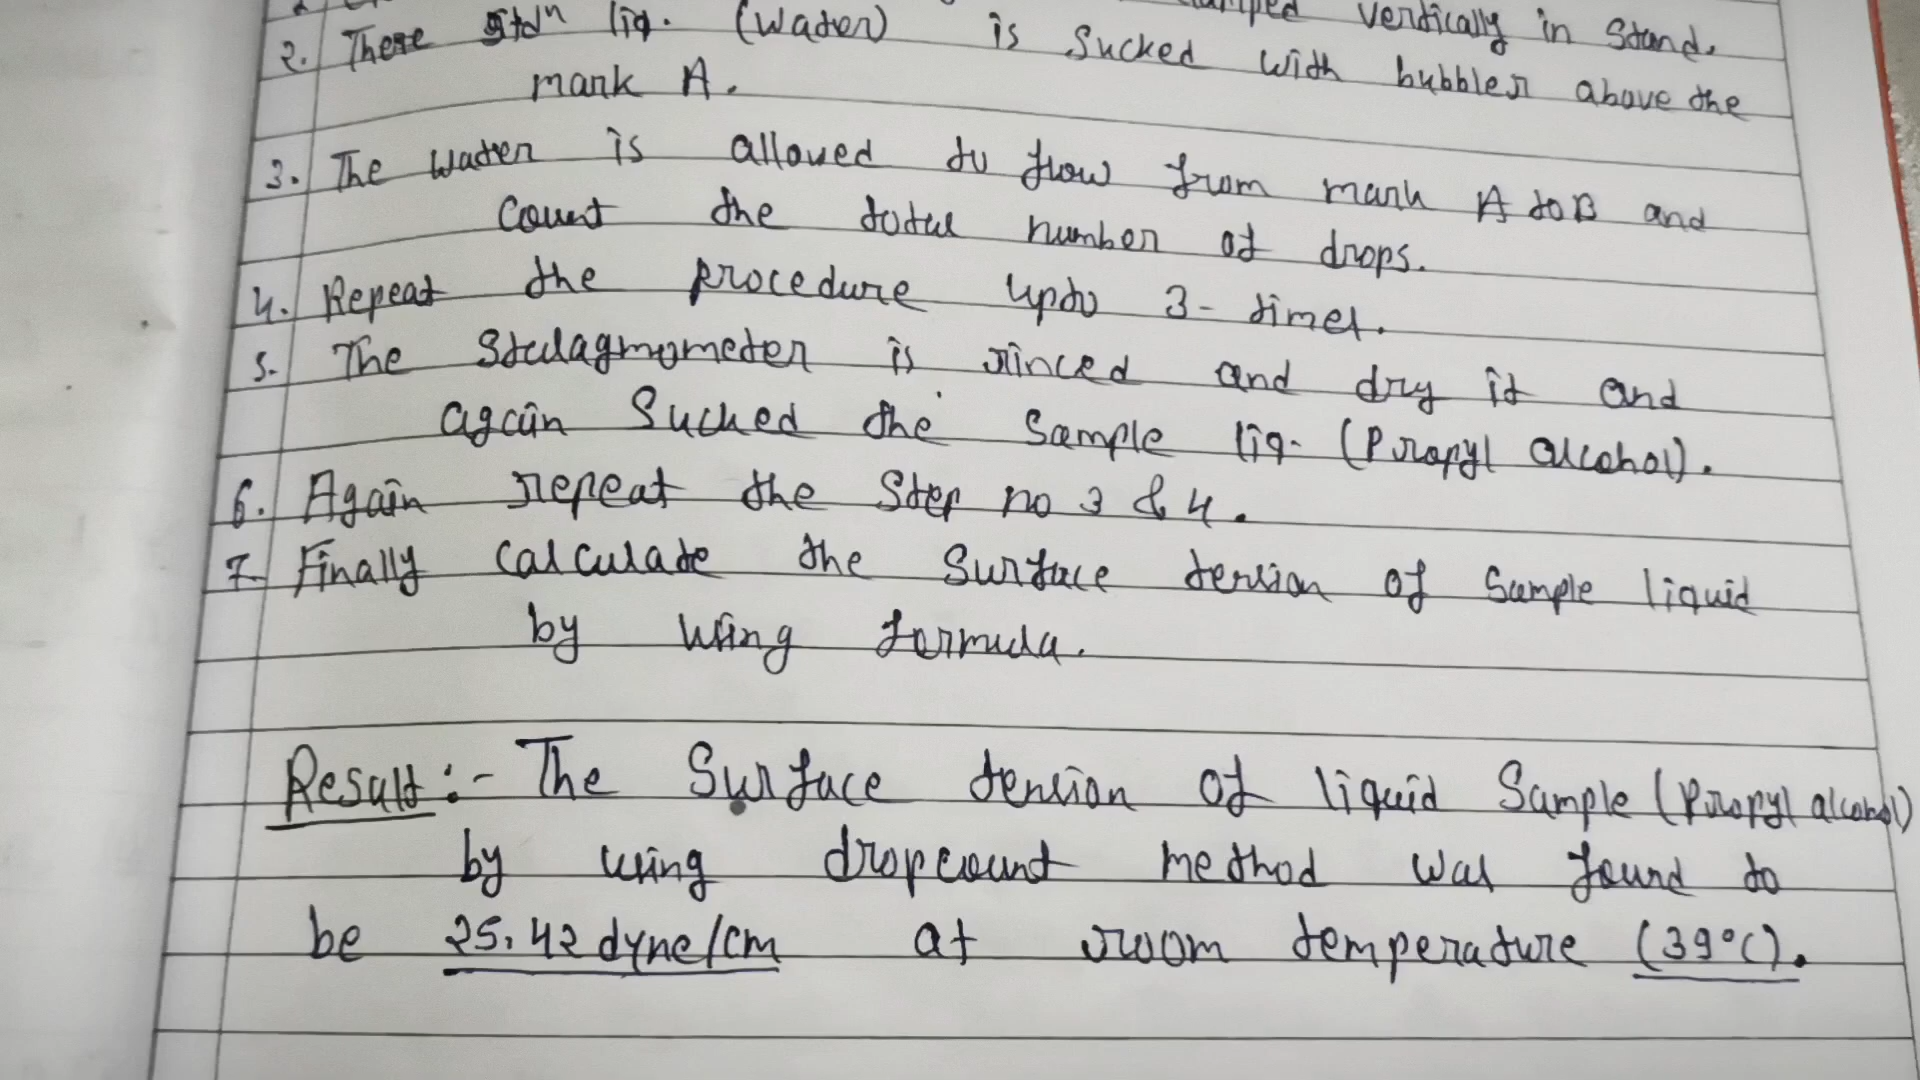 clamped vertically in Stand.
2. There stdn liq. (Water) is Sucked with bubbler above the
mark A.
3. The Water is allowed to flow from mark A to B and
Count the total number of drops.
4. Repeat the procedure upto 3- times.
5. The Stalagmometer is rinced and dry it and
again Sucked the Sample liq. (Propyl alcohol).
6. Again repeat the Step no 3 & 4.
7. Finally Calculate the Surface tension of Sample liquid
by using formula.
Result:- The Surface tension of liquid Sample (Propyl alcohol)
by using dropcount method was found to
be 25.42 dyne/cm at room temperature (39°C).